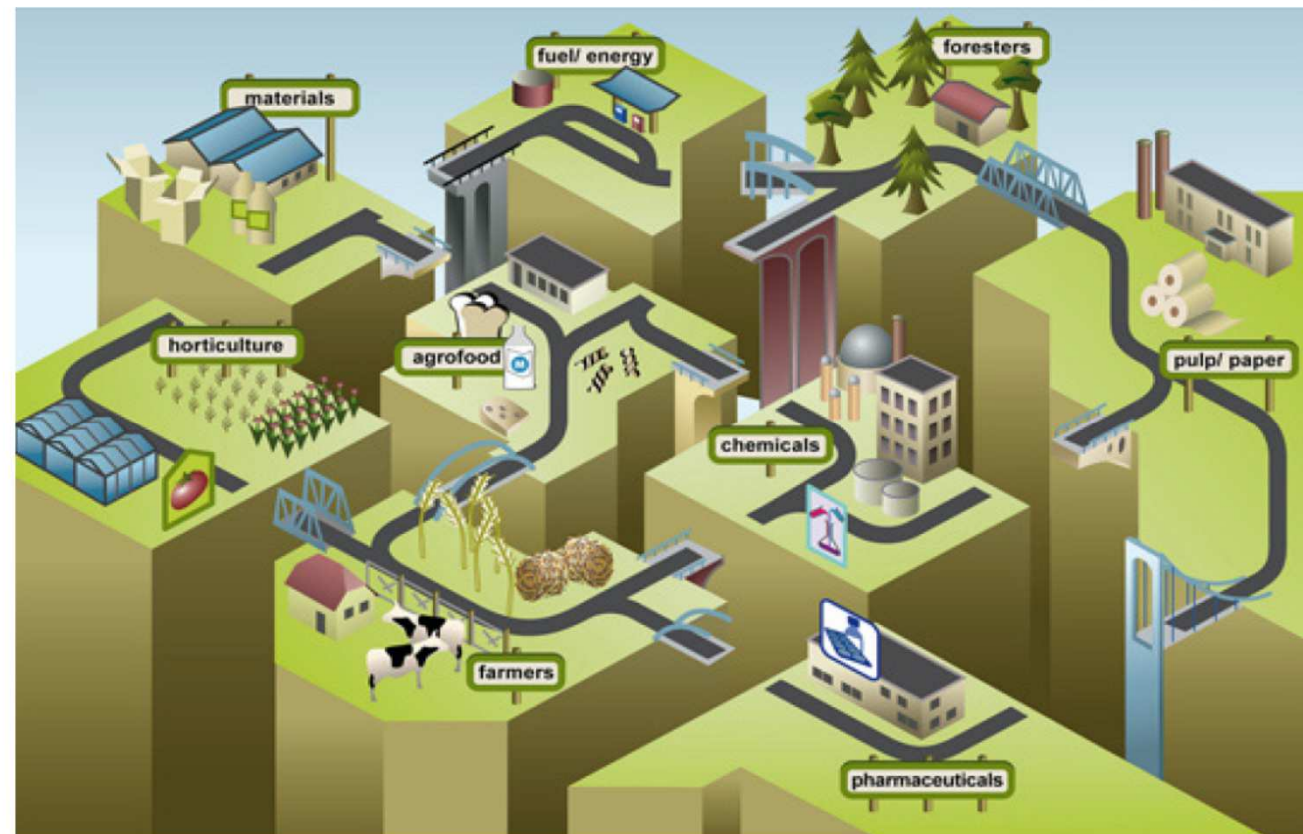 fuel/ energy
foresters
materials
horticulture
agrofood
pulp/ paper
chemicals
farmers
pharmaceuticals